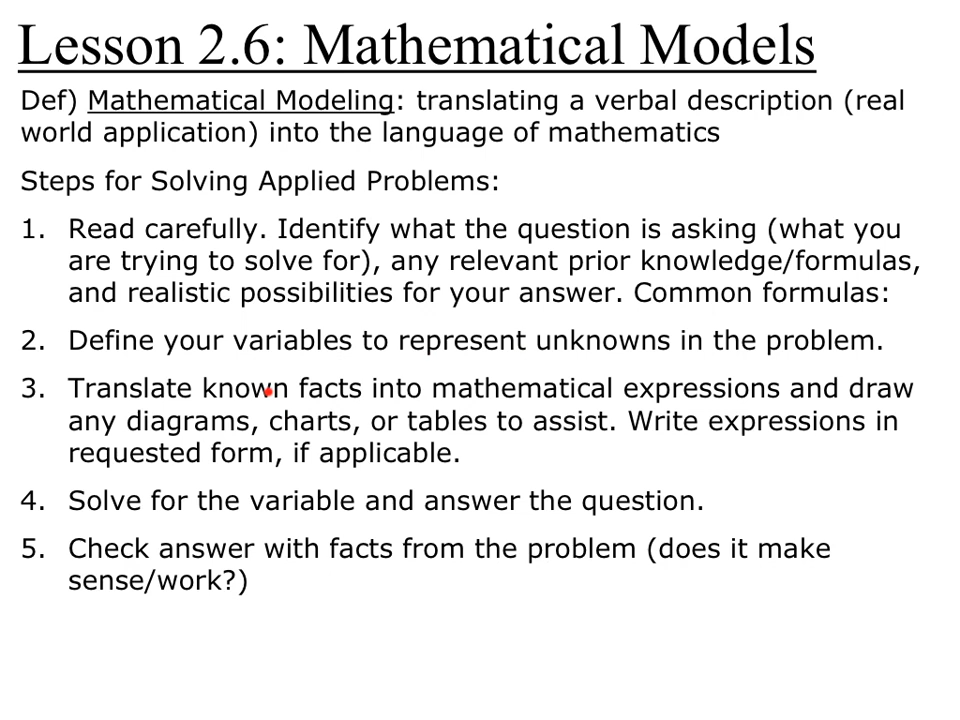 Lesson 2.6: Mathematical Models
Def) Mathematical Modeling: translating a verbal description (real
world application) into the language of mathematics
Steps for Solving Applied Problems:
1. Read carefully. Identify what the question is asking (what you
are trying to solve for), any relevant prior knowledge/formulas,
and realistic possibilities for your answer. Common formulas:
2. Define your variables to represent unknowns in the problem.
3. Translate known facts into mathematical expressions and draw
any diagrams, charts, or tables to assist. Write expressions in
requested form, if applicable.
4. Solve for the variable and answer the question.
5. Check answer with facts from the problem (does it make
sense/work?)